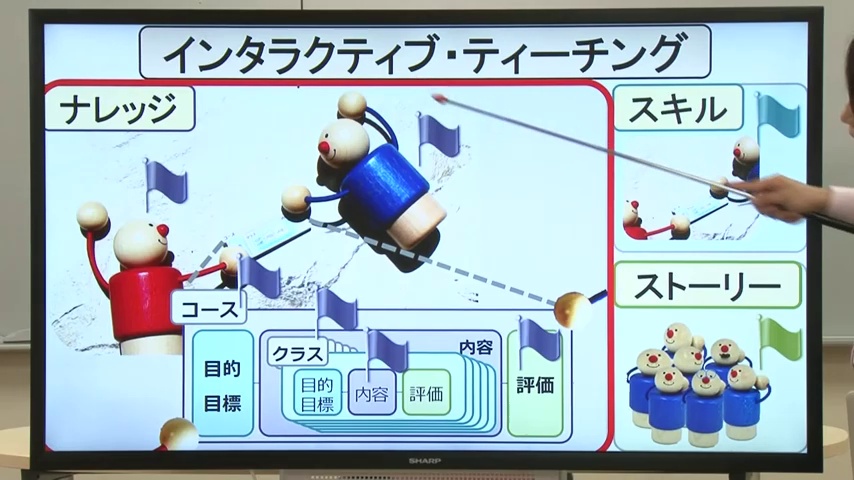 インタラクティブ・ティーチング
ナレッジ
スキル
ストーリー
コース
目的
目標
クラス
内容
目的
目標
内容
評価
評価
SHARP